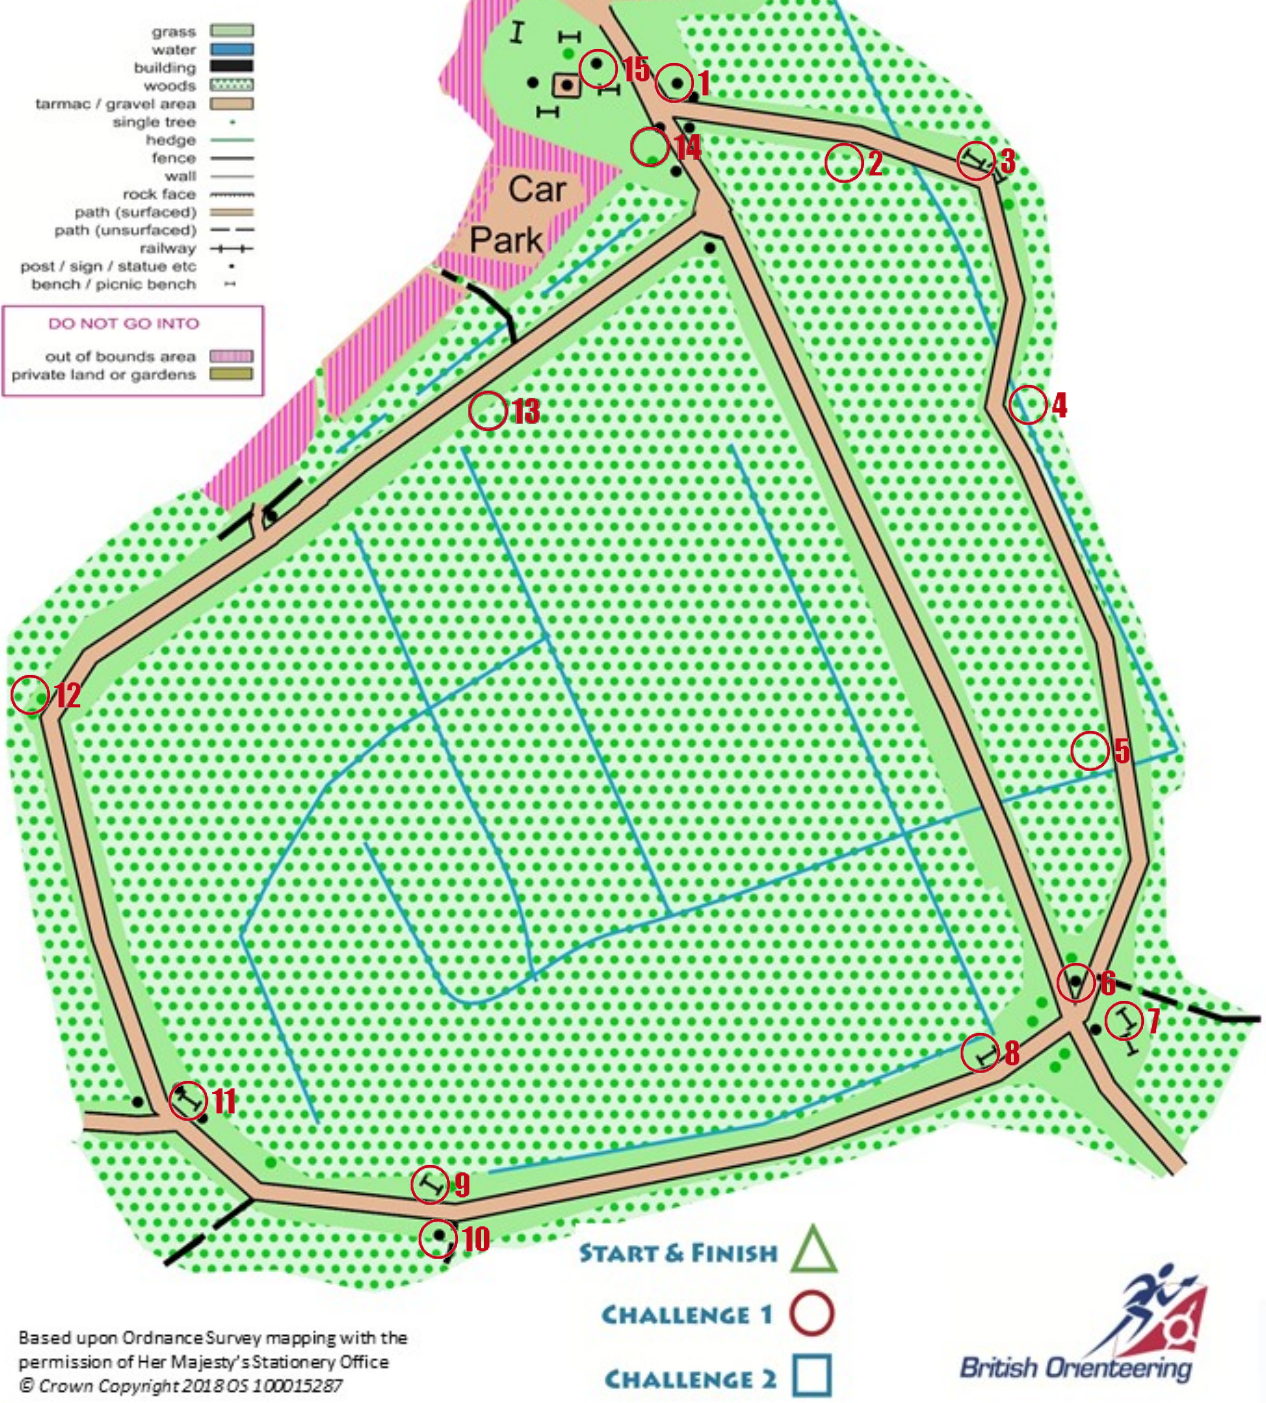 grass
water
building
woods
tarmac / gravel area
single tree
hedge
fence
wall
rock face
path (surfaced)
path (unsurfaced)
railway
post / sign / statue etc
bench / picnic bench
DO NOT GO INTO
out of bounds area
private land or gardens
15
1
14
2
3
Car
Park
4
13
12
5
6
7
8
11
9
10
START & FINISH
CHALLENGE 1
CHALLENGE 2
Based upon Ordnance Survey mapping with the
permission of Her Majesty's Stationery Office
© Crown Copyright 2018 OS 100015287
British Orienteering